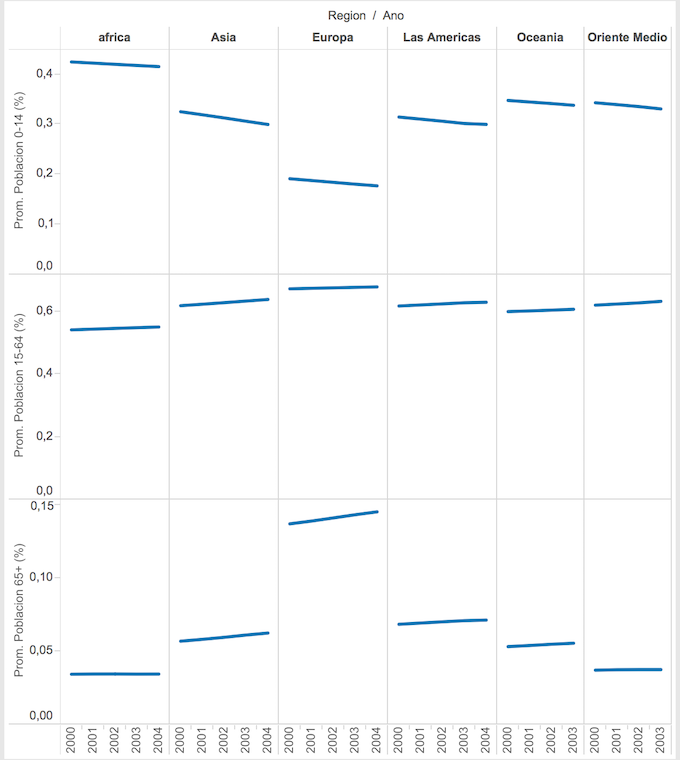 Region / Ano
africa Asia Europa Las Americas Oceania Oriente Medio
Prom. Poblacion 0-14 (%)
0,4
0,3
0,2
0,1
0,0
Prom. Poblacion 15-64 (%)
0,6
0,4
0,2
0,0
Prom. Poblacion 65+ (%)
0,15
0,10
0,05
0,00
2000 2001 2002 2003 2004 2000 2001 2002 2003 2004 2000 2001 2002 2003 2004 2000 2001 2002 2003 2004 2000 2001 2002 2003 2000 2001 2002 2003